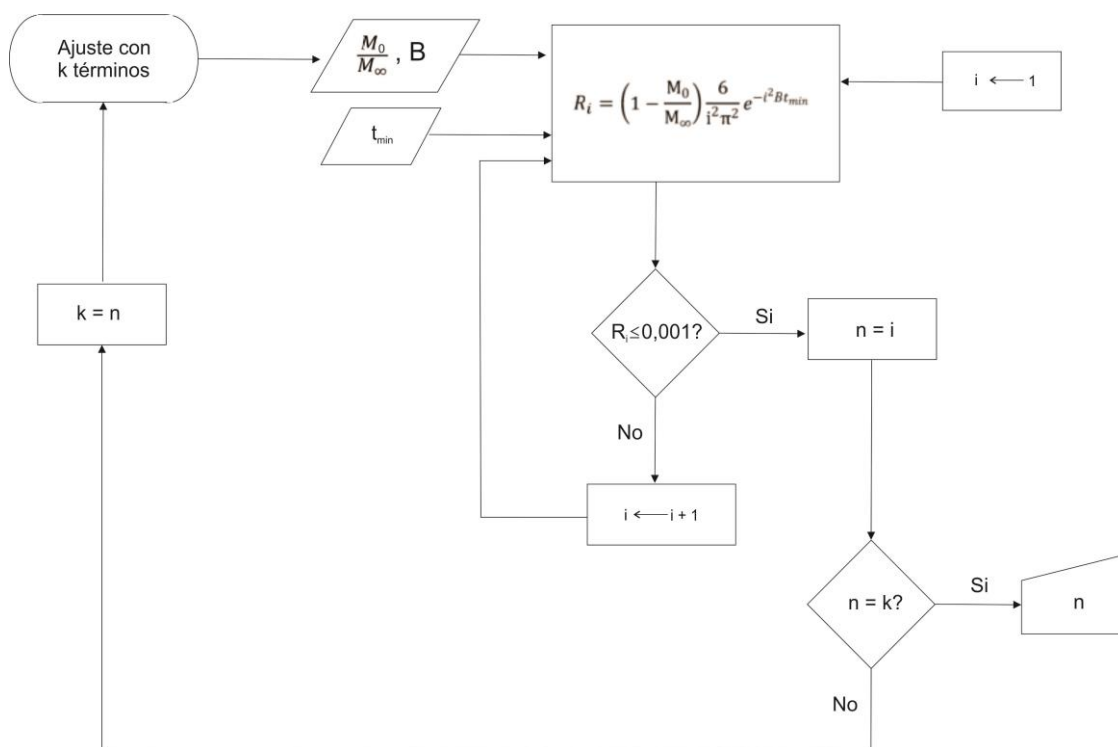 Ajuste con
k términos
M₀/M∞ , B
t_min
R_i = (1 − M₀/M∞) 6/(i²π²) e^(−i²Bt_min)
i ⟵ 1
k = n
R_i≤0,001?
Si
n = i
No
i ⟵ i + 1
n = k?
Si
n
No